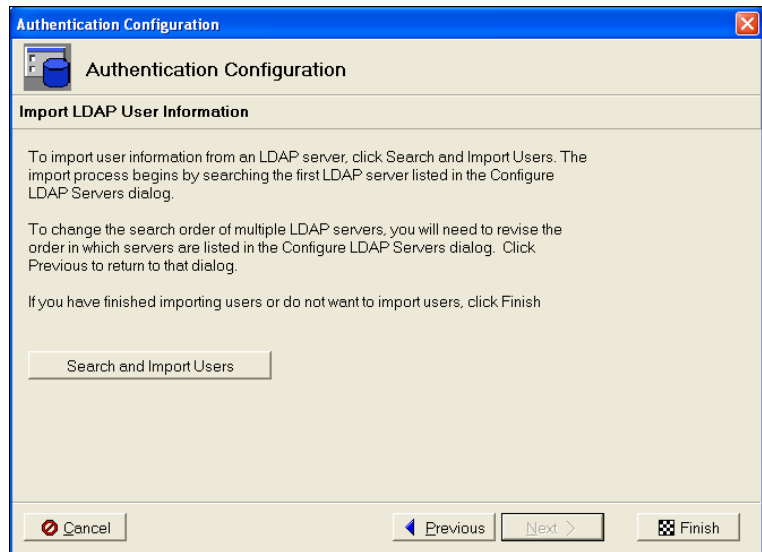 Authentication Configuration
Authentication Configuration
Import LDAP User Information
To import user information from an LDAP server, click Search and Import Users. The
import process begins by searching the first LDAP server listed in the Configure
LDAP Servers dialog.
To change the search order of multiple LDAP servers, you will need to revise the
order in which servers are listed in the Configure LDAP Servers dialog. Click
Previous to return to that dialog.
If you have finished importing users or do not want to import users, click Finish
Search and Import Users
Cancel
Previous
Next >
Finish